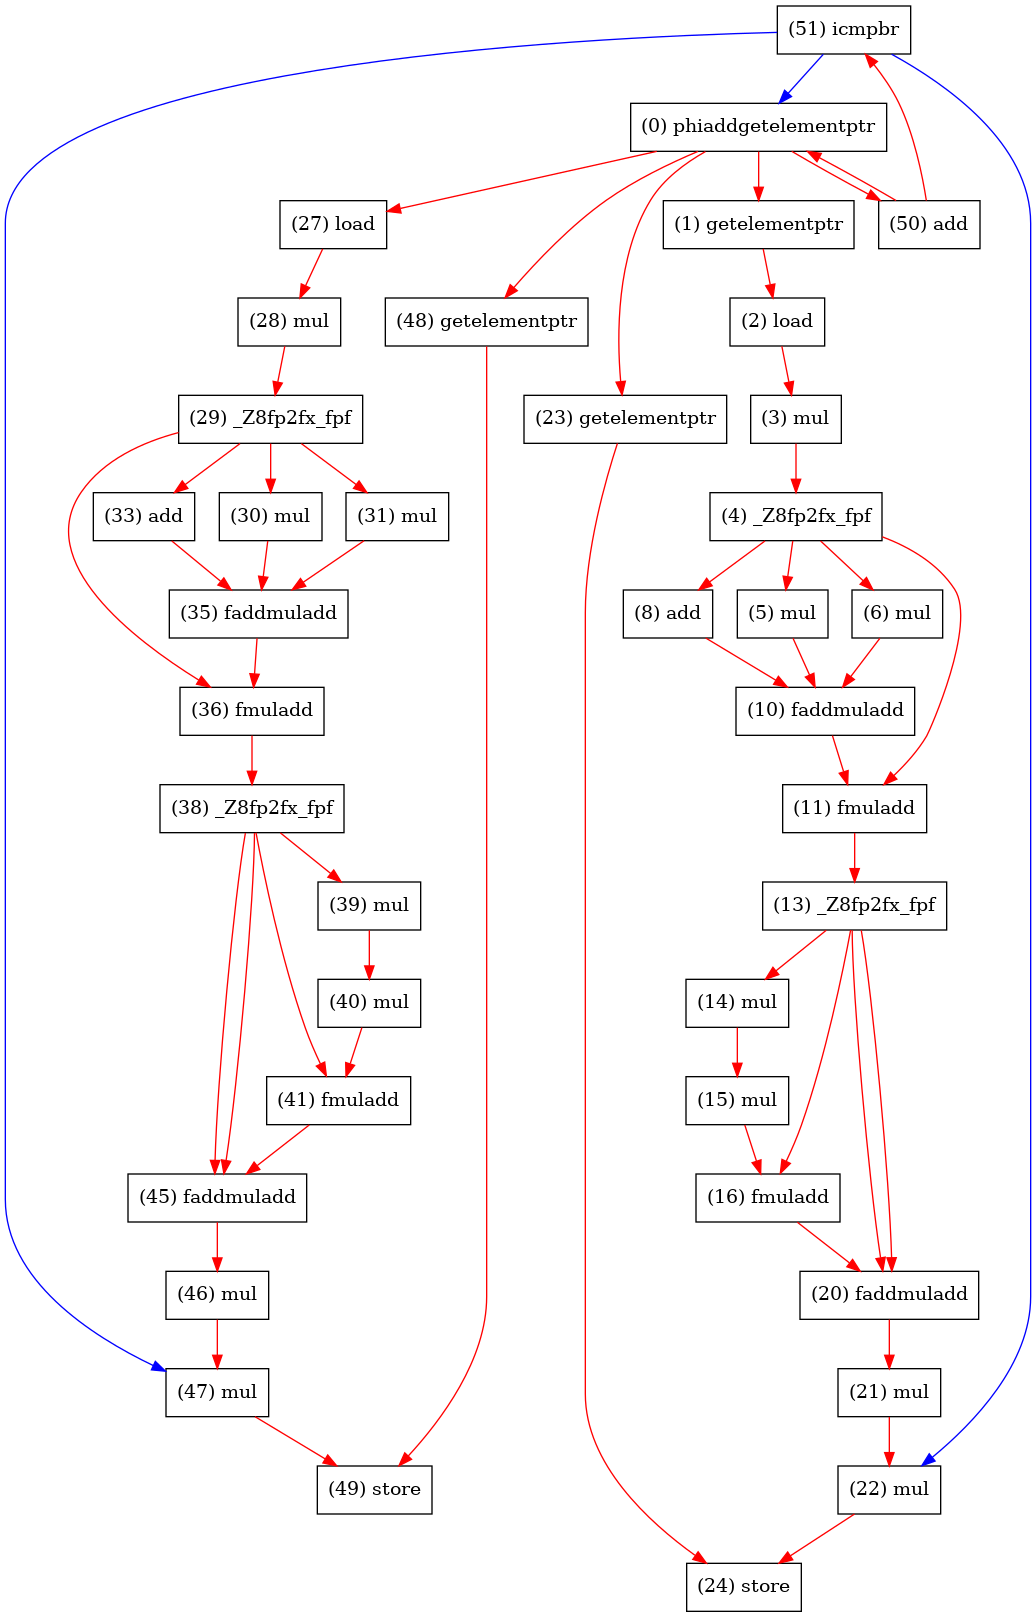 (51) icmpbr
(0) phiaddgetelementptr
(27) load
(1) getelementptr
(50) add
(28) mul
(48) getelementptr
(2) load
(29) _Z8fp2fx_fpf
(23) getelementptr
(3) mul
(33) add
(30) mul
(31) mul
(4) _Z8fp2fx_fpf
(35) faddmuladd
(8) add
(5) mul
(6) mul
(36) fmuladd
(10) faddmuladd
(38) _Z8fp2fx_fpf
(11) fmuladd
(39) mul
(13) _Z8fp2fx_fpf
(40) mul
(14) mul
(41) fmuladd
(15) mul
(45) faddmuladd
(16) fmuladd
(46) mul
(20) faddmuladd
(47) mul
(21) mul
(49) store
(22) mul
(24) store